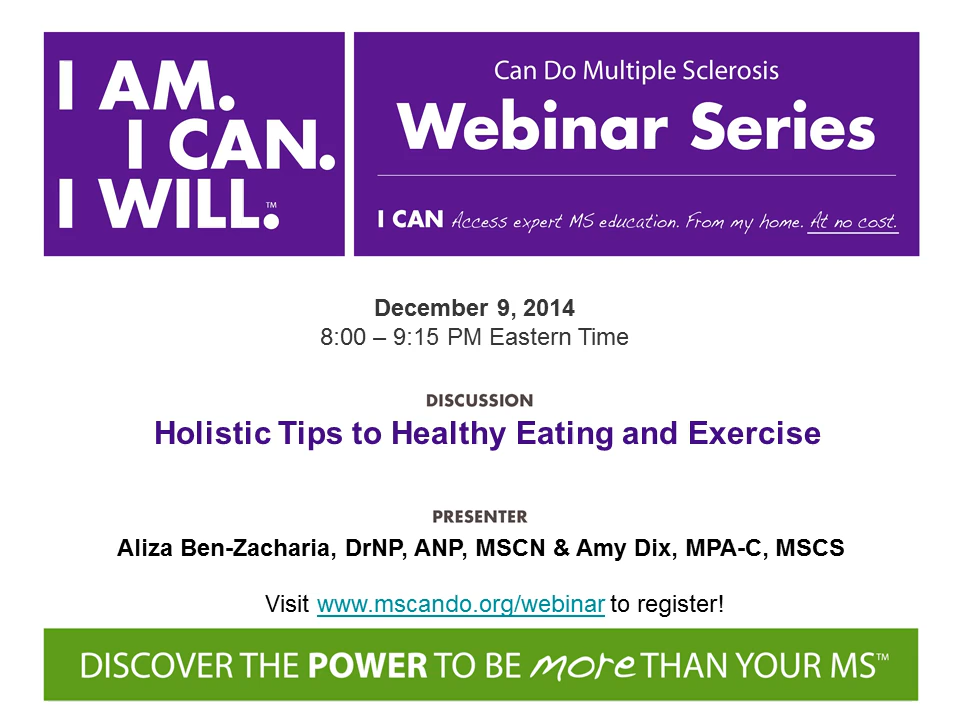 I AM.
I CAN.
I WILL.™
Can Do Multiple Sclerosis
Webinar Series
I CAN Access expert MS education. From my home. At no cost.
December 9, 2014
8:00 – 9:15 PM Eastern Time
DISCUSSION
Holistic Tips to Healthy Eating and Exercise
PRESENTER
Aliza Ben-Zacharia, DrNP, ANP, MSCN & Amy Dix, MPA-C, MSCS
Visit www.mscando.org/webinar to register!
DISCOVER THE POWER TO BE more THAN YOUR MS™